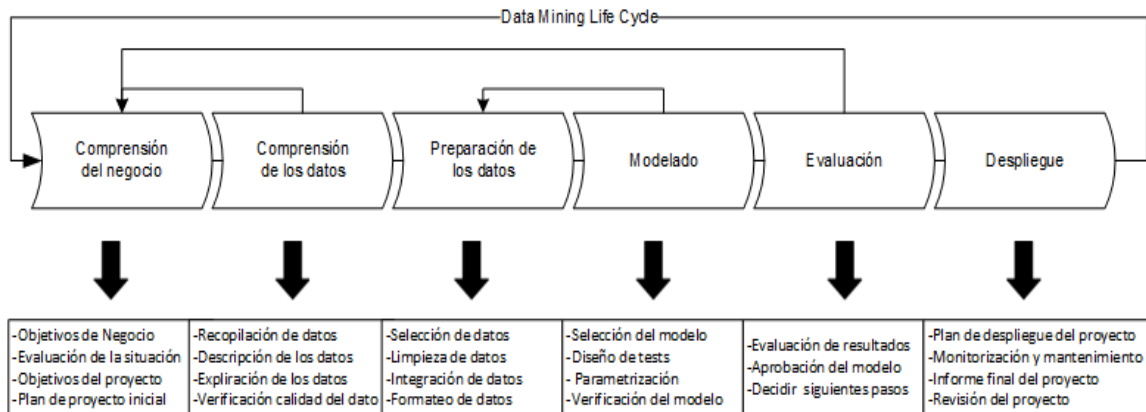 Data Mining Life Cycle
Comprensión
del negocio
Comprensión
de los datos
Preparación de
los datos
Modelado
Evaluación
Despliegue
-Objetivos de Negocio
-Evaluación de la situación
-Objetivos del proyecto
-Plan de proyecto inicial
-Recopilación de datos
-Descripción de los datos
-Expliración de los datos
-Verificación calidad del dato
-Selección de datos
-Limpieza de datos
-Integración de datos
-Formateo de datos
-Selección del modelo
-Diseño de tests
- Parametrización
-Verificación del modelo
-Evaluación de resultados
-Aprobación del modelo
-Decidir siguientes pasos
-Plan de despliegue del proyecto
-Monitorización y mantenimiento
-Informe final del proyecto
-Revisión del proyecto